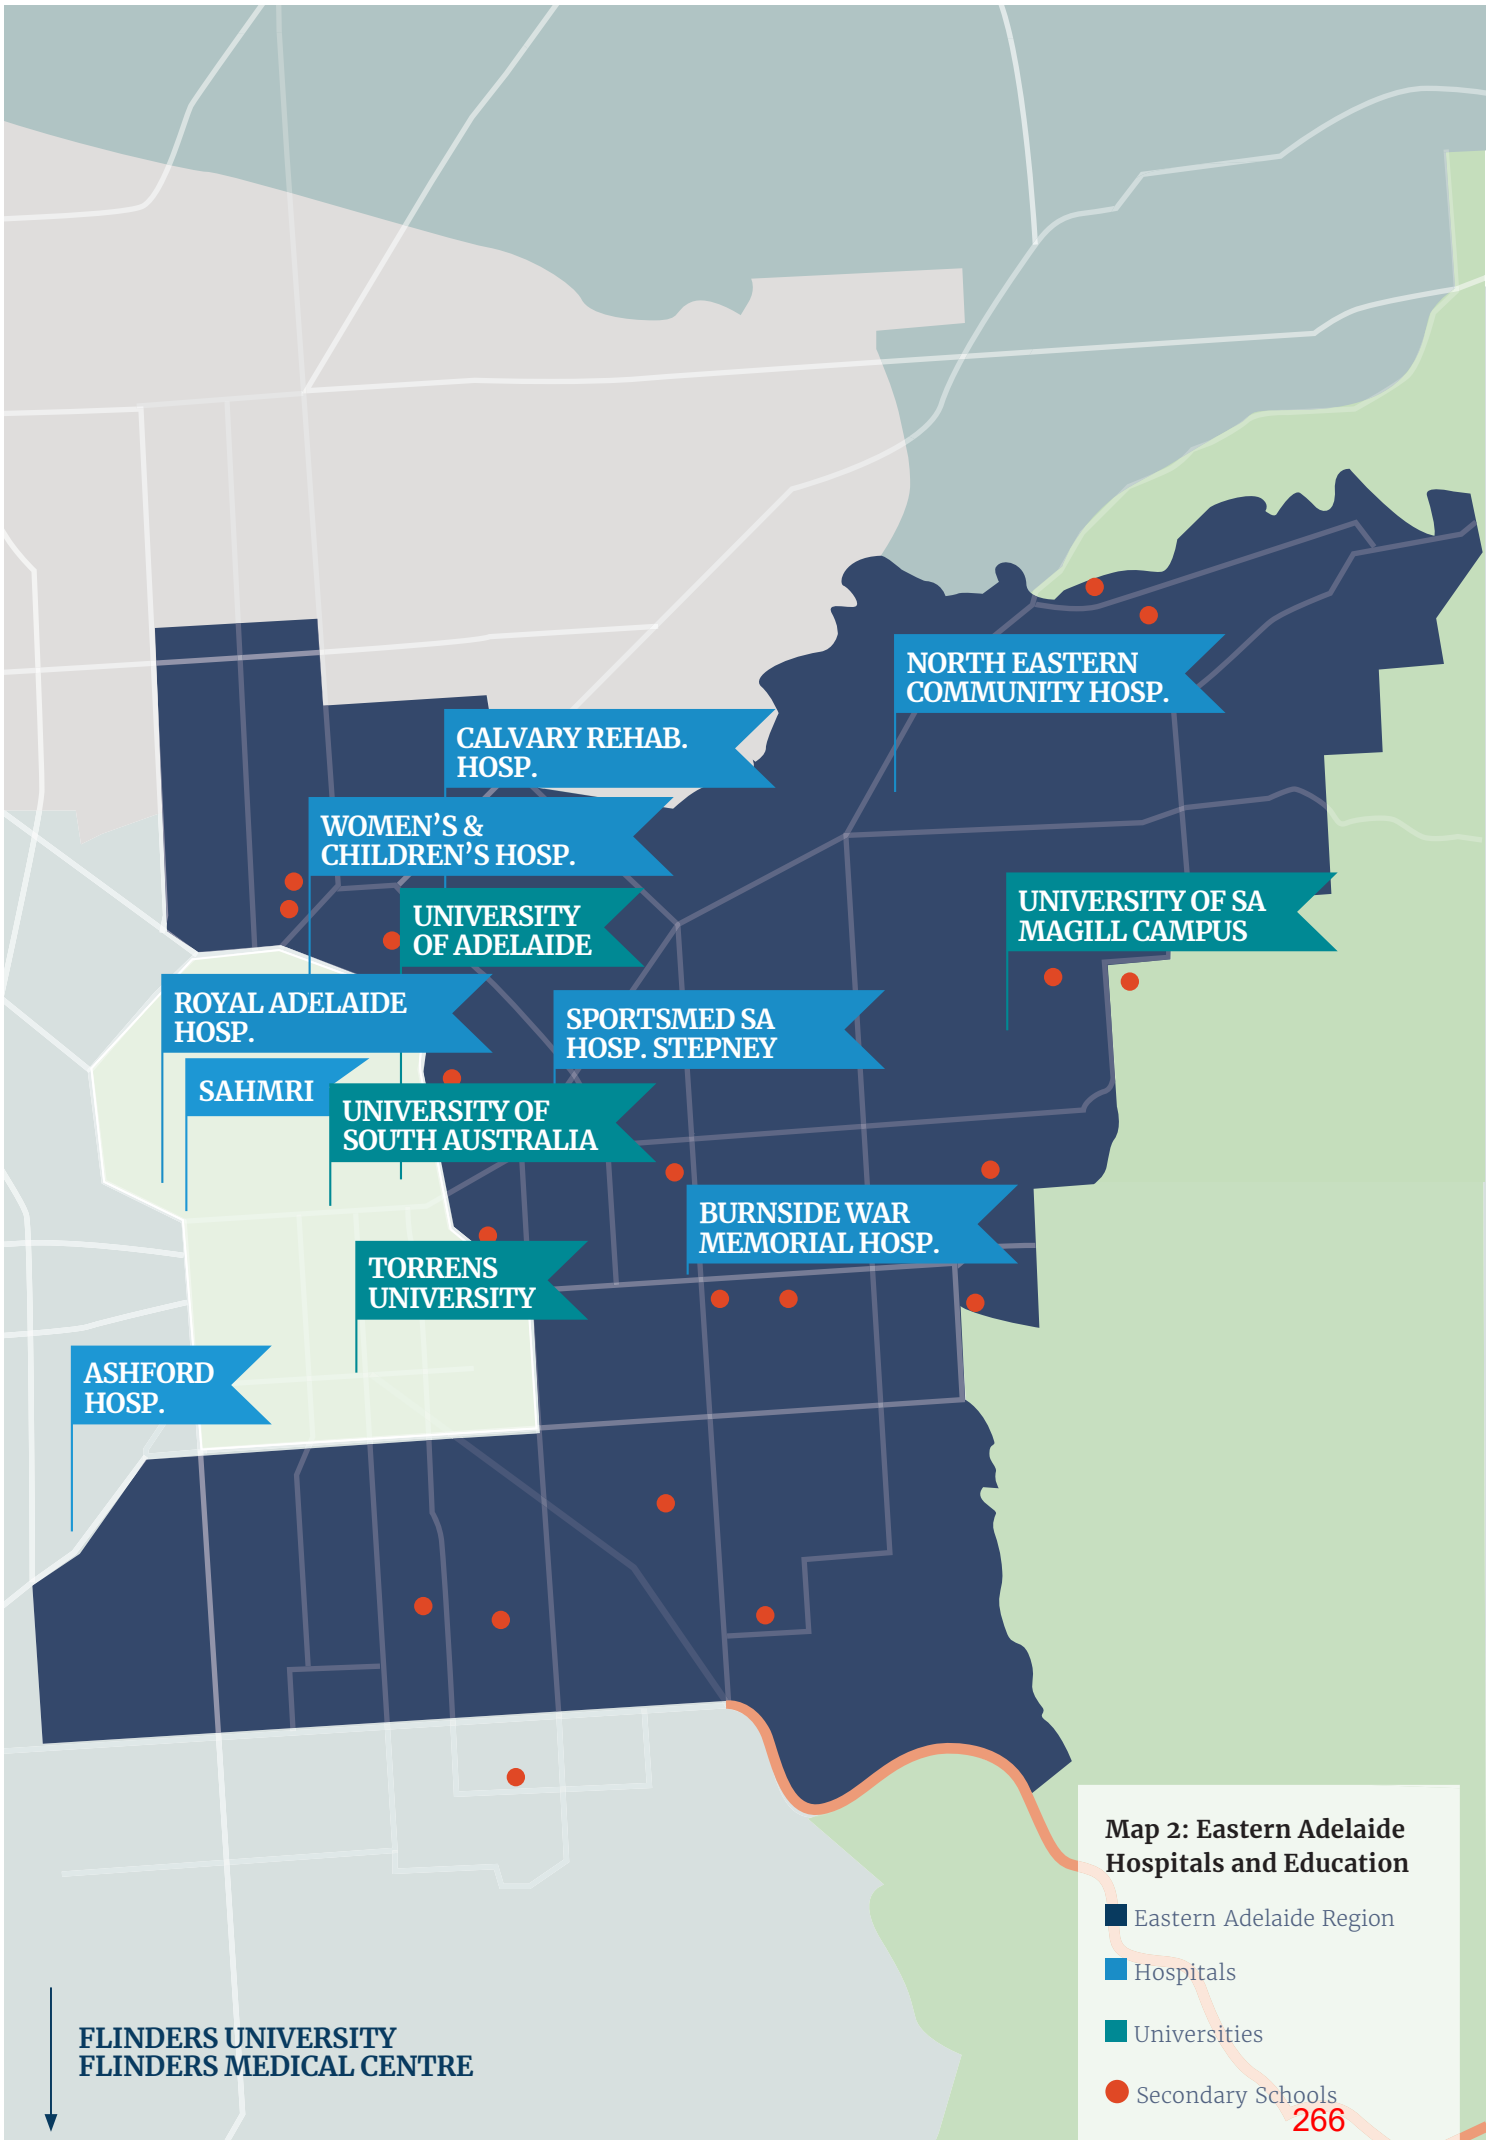 NORTH EASTERN
COMMUNITY HOSP.
CALVARY REHAB.
HOSP.
WOMEN’S &
CHILDREN’S HOSP.
UNIVERSITY
OF ADELAIDE
UNIVERSITY OF SA
MAGILL CAMPUS
ROYAL ADELAIDE
HOSP.
SPORTSMED SA
HOSP. STEPNEY
SAHMRI
UNIVERSITY OF
SOUTH AUSTRALIA
BURNSIDE WAR
MEMORIAL HOSP.
TORRENS
UNIVERSITY
ASHFORD
HOSP.
Map 2: Eastern Adelaide
Hospitals and Education
Eastern Adelaide Region
Hospitals
Universities
Secondary Schools
FLINDERS UNIVERSITY
FLINDERS MEDICAL CENTRE
266